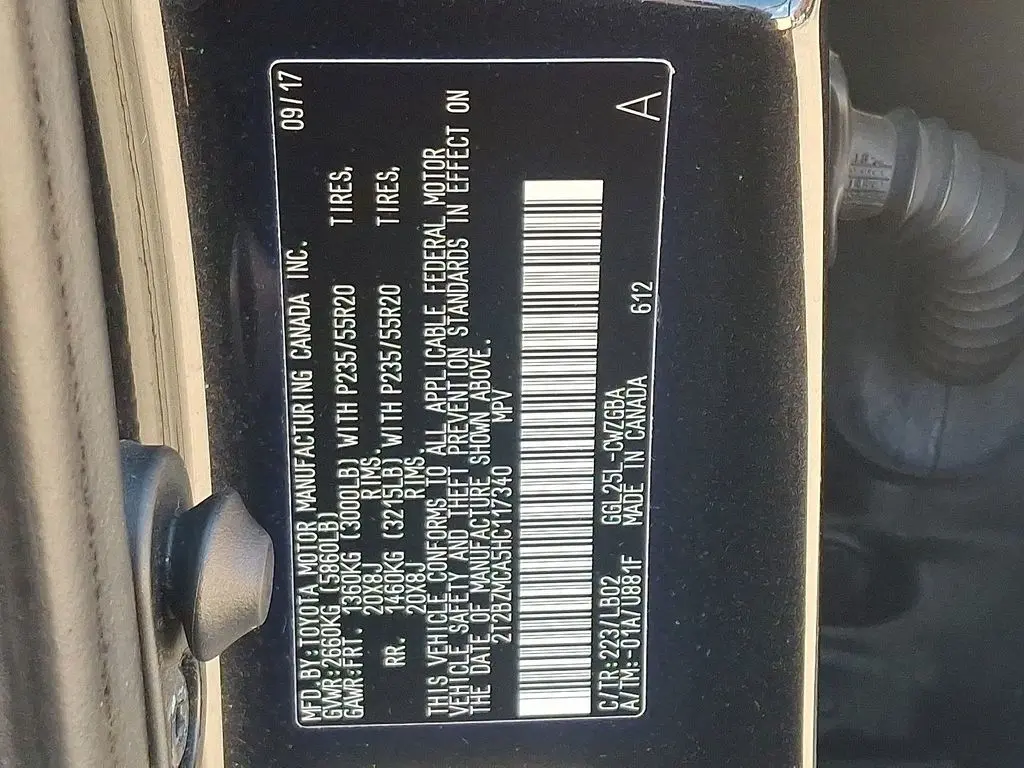 MFD.BY:TOYOTA MOTOR MANUFACTURING CANADA INC. 09/17
GVWR:2660KG (5860LB)
GAWR:FRT. 1360KG (3000LB) WITH P235/55R20 TIRES,
20X8J RIMS.
RR. 1460KG (3215LB) WITH P235/55R20 TIRES,
20X8J RIMS.
THIS VEHICLE CONFORMS TO ALL APPLICABLE FEDERAL MOTOR
VEHICLE SAFETY AND THEFT PREVENTION STANDARDS IN EFFECT ON
THE DATE OF MANUFACTURE SHOWN ABOVE.
2T2BZMCA5HC117340 MPV
C/TR:223/LB02 GGL25L-CWZGBA
A/TM:-01A/U881F MADE IN CANADA 612 A